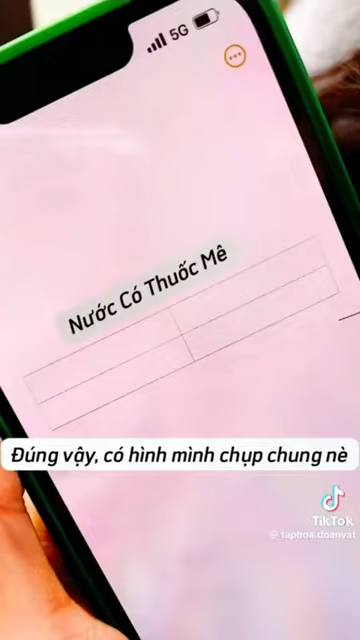 5G
Nước Có Thuốc Mê
Đúng vậy, có hình mình chụp chung nè
TikTok
@ taphoa.doanvat